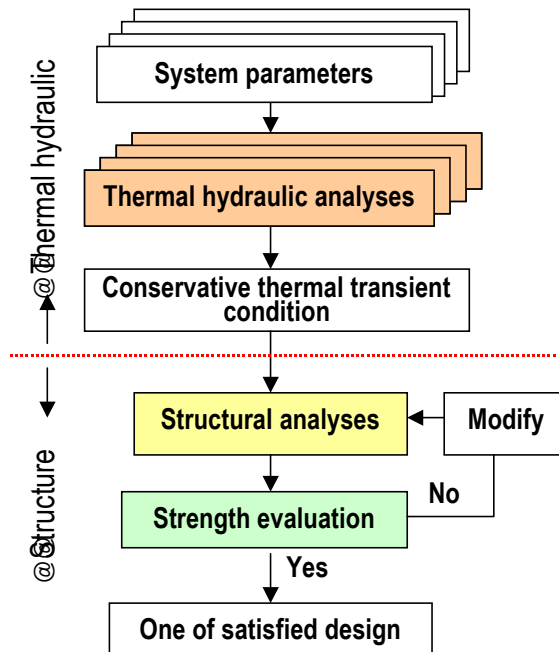 System parameters
Thermal hydraulic analyses
Conservative thermal transient
condition
@@Thermal hydraulic
Structural analyses
Modify
No
Strength evaluation
Yes
One of satisfied design
@@Structure